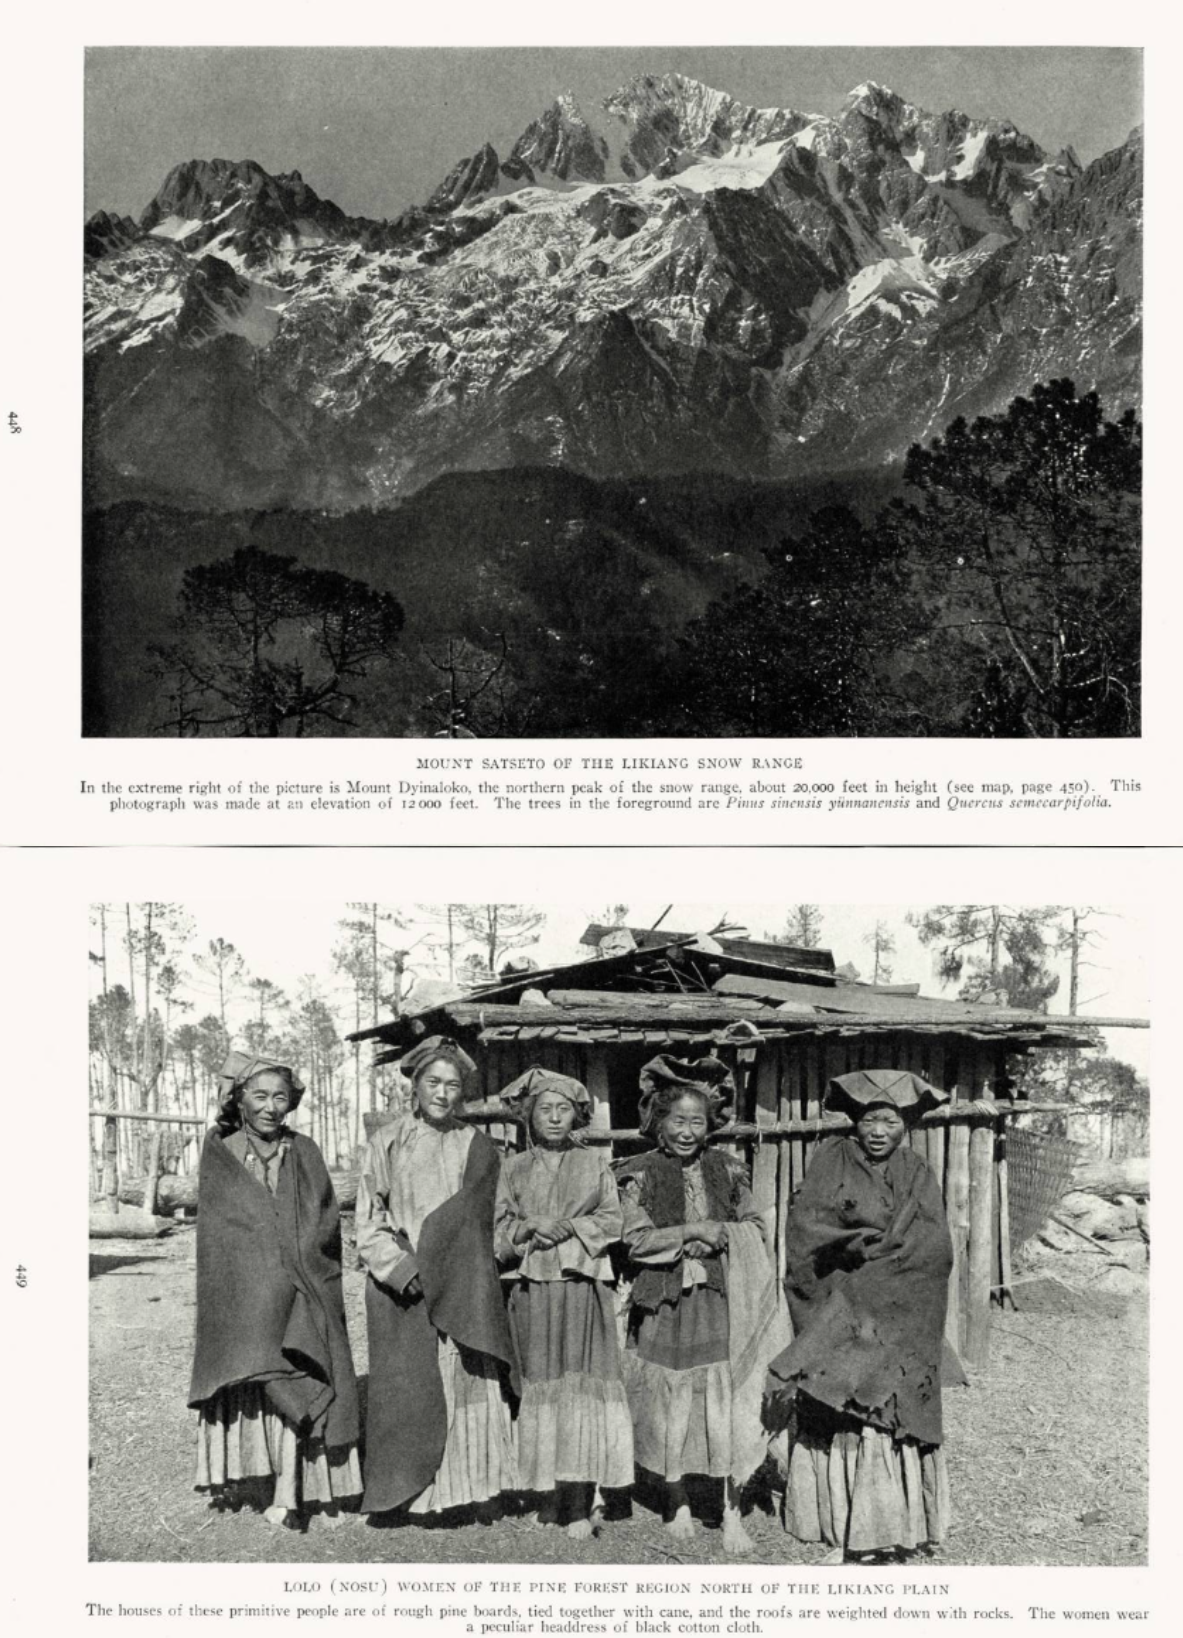 448
MOUNT SATSETO OF THE LIKIANG SNOW RANGE
In the extreme right of the picture is Mount Dyinaloko, the northern peak of the snow range, about 20,000 feet in height (see map, page 450). This
photograph was made at an elevation of 12 000 feet. The trees in the foreground are Pinus sinensis yünnanensis and Quercus semecarpifolia.
449
LOLO (NOSU) WOMEN OF THE PINE FOREST REGION NORTH OF THE LIKIANG PLAIN
The houses of these primitive people are of rough pine boards, tied together with cane, and the roofs are weighted down with rocks. The women wear
a peculiar headdress of black cotton cloth.